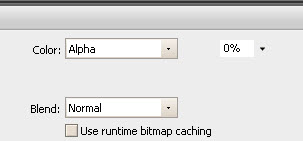 Color: Alpha 0%
Blend: Normal
Use runtime bitmap caching